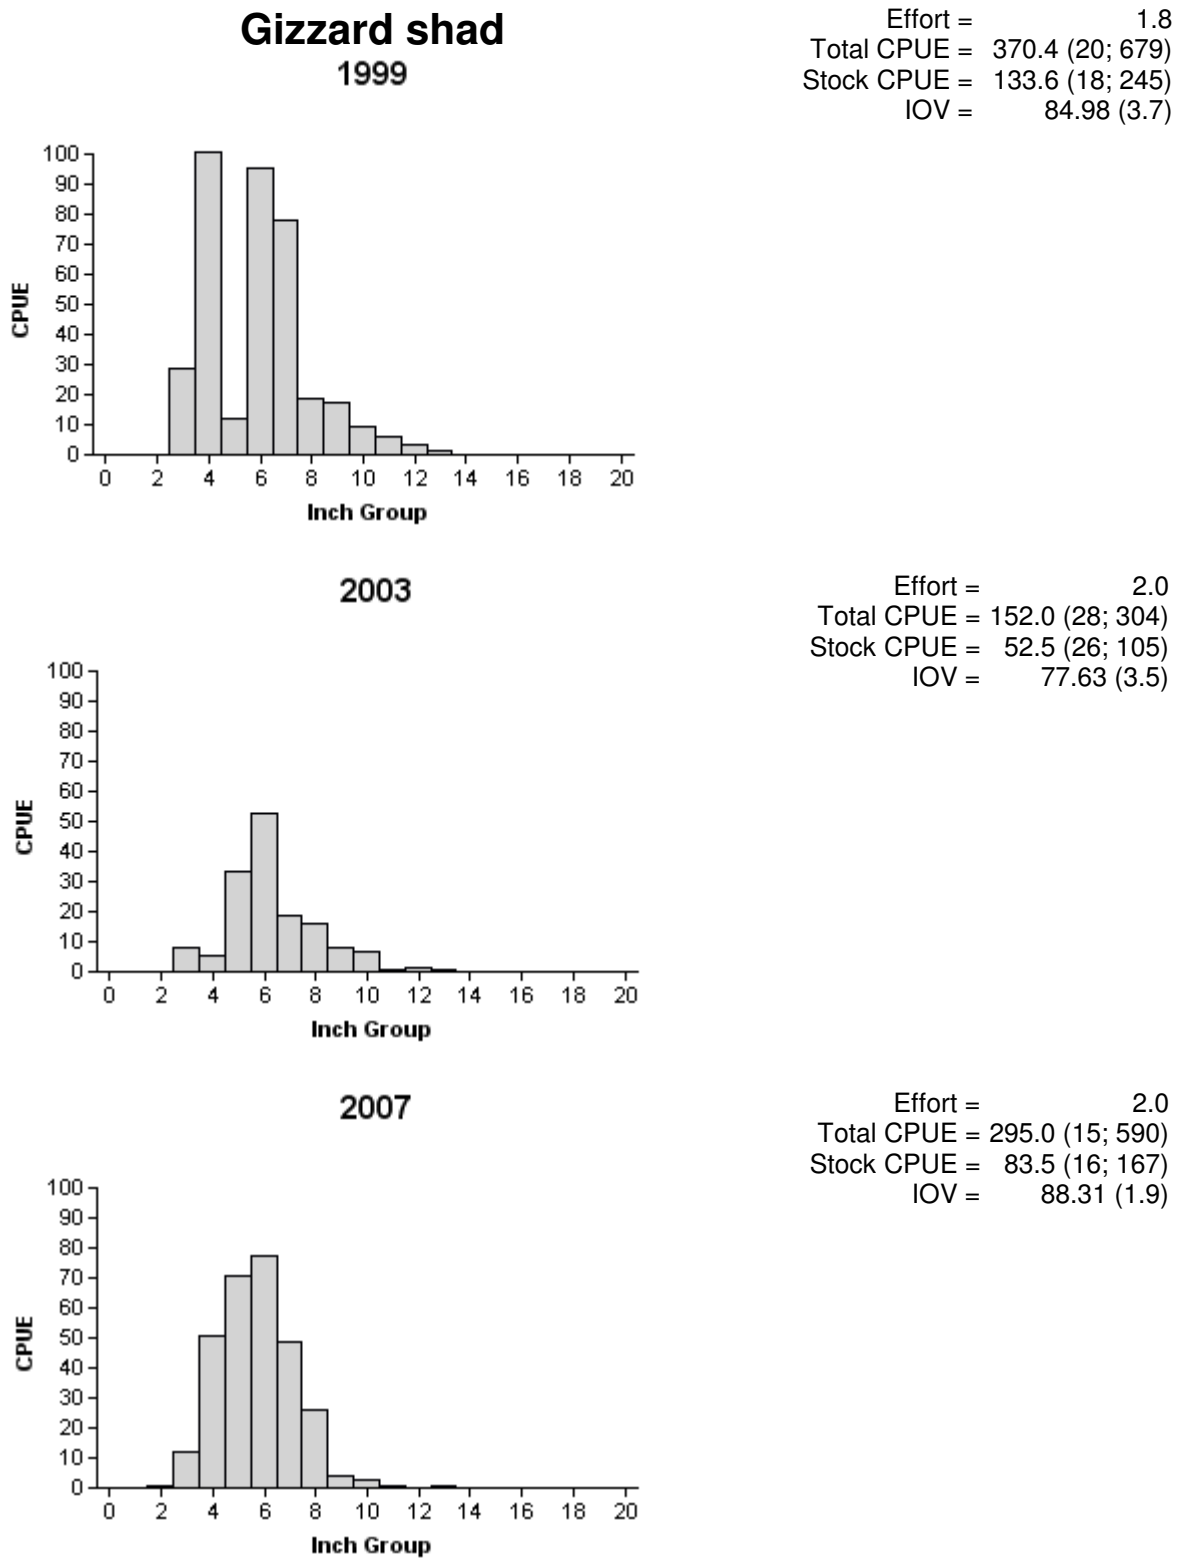 Gizzard shad
1999
Effort = 1.8
Total CPUE = 370.4 (20; 679)
Stock CPUE = 133.6 (18; 245)
IOV = 84.98 (3.7)
100
90
80
70
60
50
40
30
20
10
0
CPUE
0 2 4 6 8 10 12 14 16 18 20
Inch Group
2003
Effort = 2.0
Total CPUE = 152.0 (28; 304)
Stock CPUE = 52.5 (26; 105)
IOV = 77.63 (3.5)
100
90
80
70
60
50
40
30
20
10
0
CPUE
0 2 4 6 8 10 12 14 16 18 20
Inch Group
2007
Effort = 2.0
Total CPUE = 295.0 (15; 590)
Stock CPUE = 83.5 (16; 167)
IOV = 88.31 (1.9)
100
90
80
70
60
50
40
30
20
10
0
CPUE
0 2 4 6 8 10 12 14 16 18 20
Inch Group